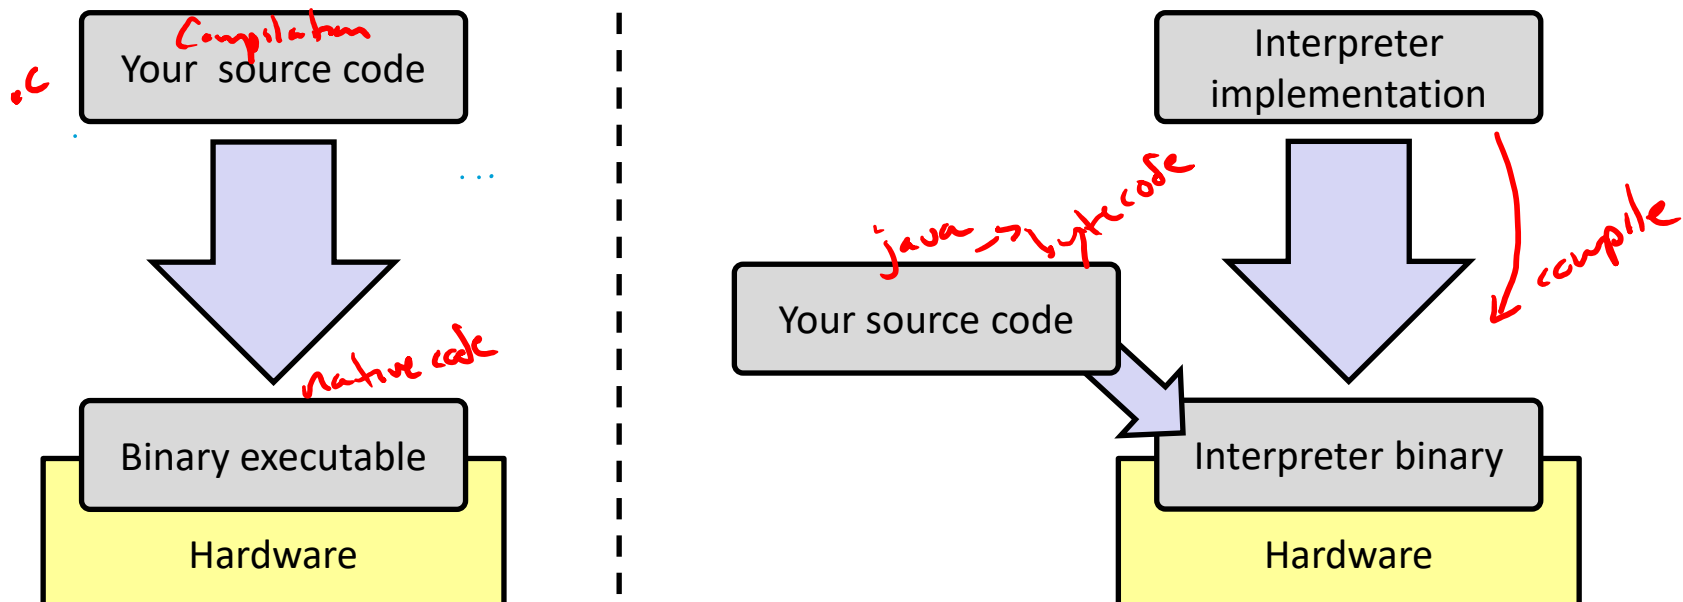 Compilation
Your source code
.c
native code
Binary executable
Hardware
Interpreter
implementation
java → bytecode
compile
Your source code
Interpreter binary
Hardware